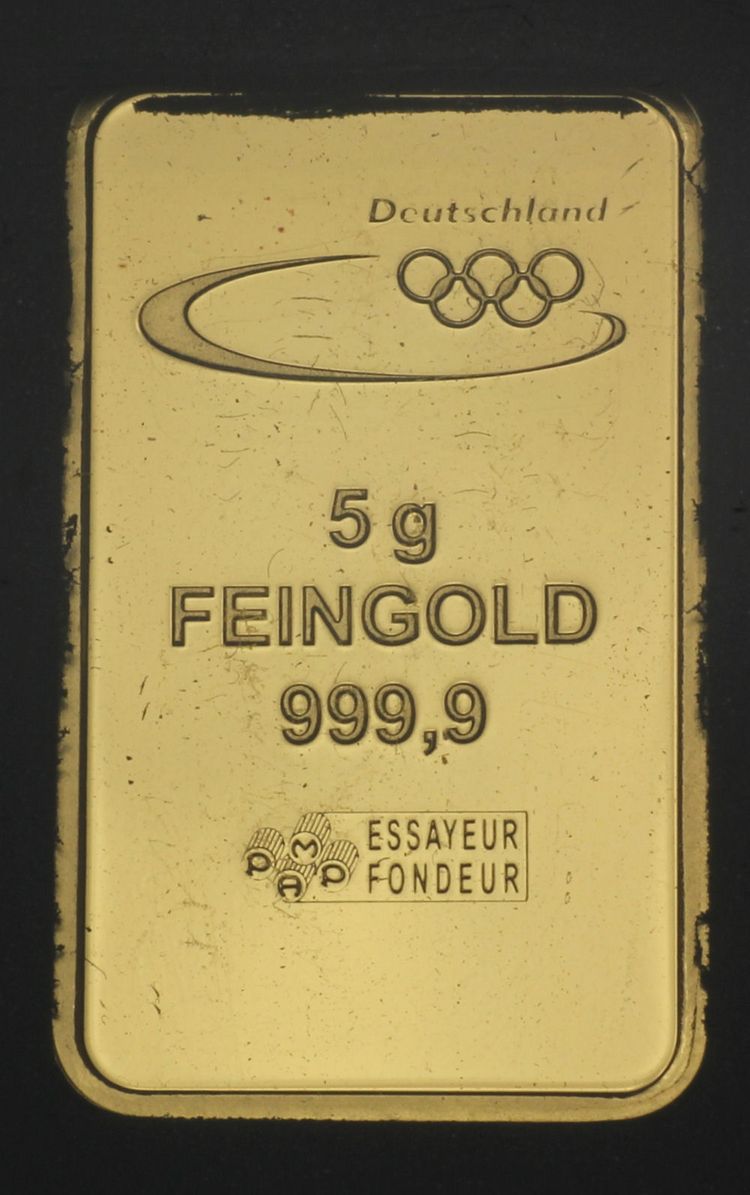 Deutschland
5 g
FEINGOLD
999,9
PAMP
ESSAYEUR
FONDEUR